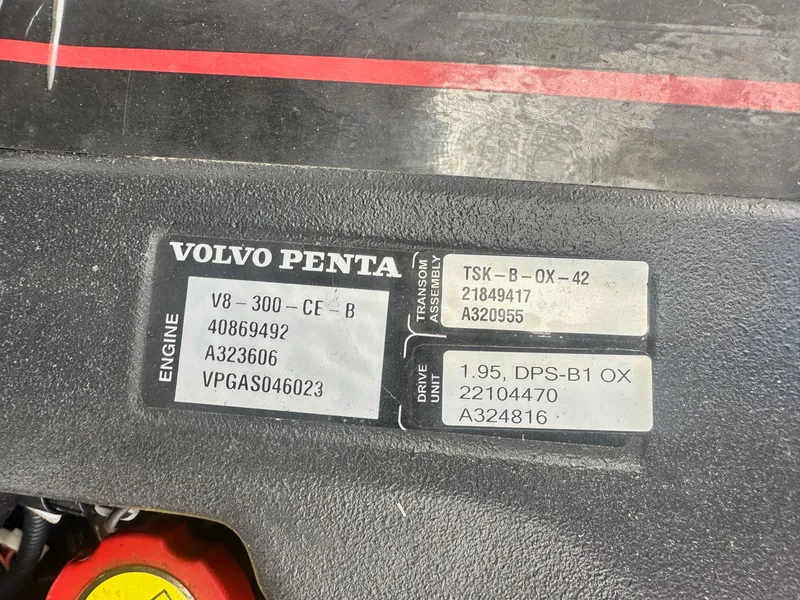 VOLVO PENTA
ENGINE
V8-300-CE-B
40869492
A323606
VPGAS046023
TRANSOM
ASSEMBLY
TSK-B-OX-42
21849417
A320955
DRIVE
UNIT
1.95, DPS-B1 OX
22104470
A324816